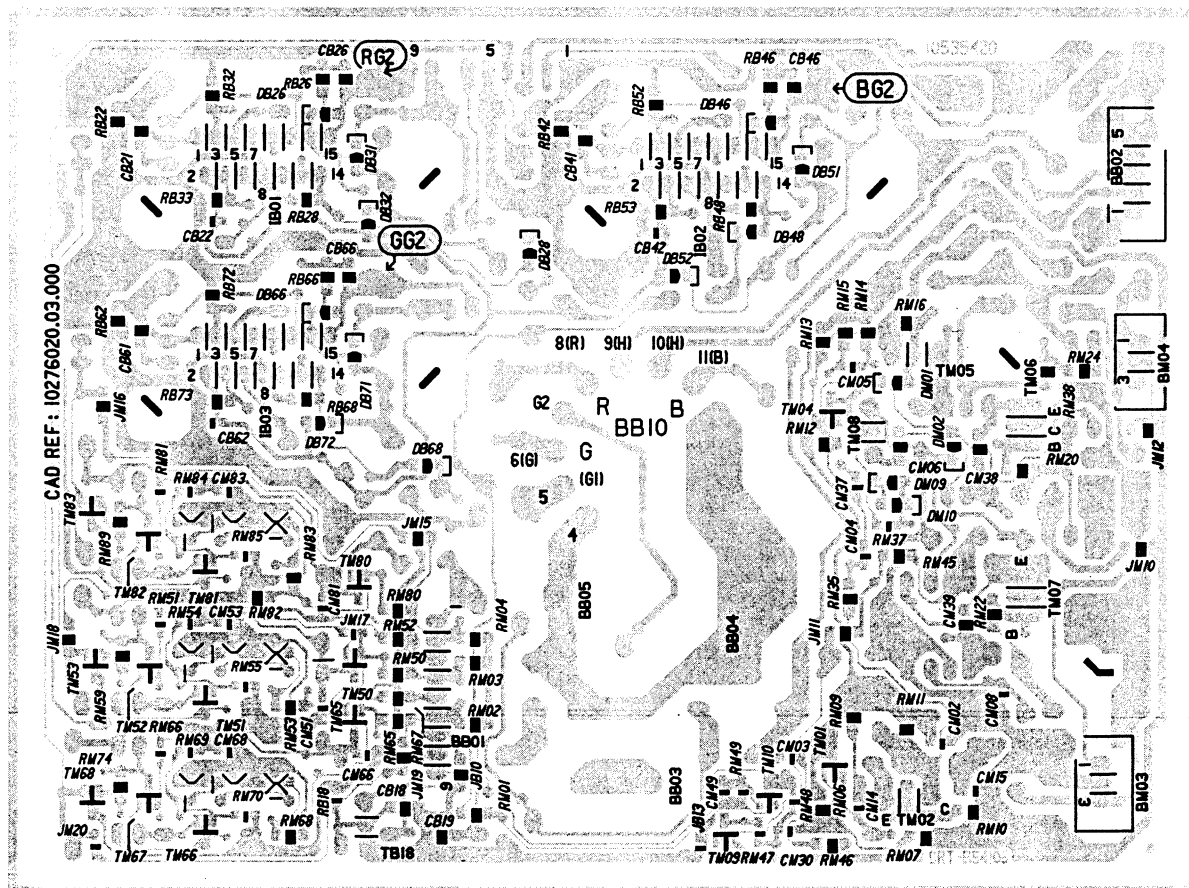 CB26
RG2
9
5
1
10535420
RB46
CB46
BG2
RB32
RB26
DB26
RB52
DB46
RB22
CB21
RB42
CB41
1
3
5
7
15
DB31
1
3
5
7
15
DB51
BB02
5
1
2
8
14
2
8
14
RB33
IB01
RB28
DB32
RB53
RB48
CB22
GG2
CB66
DB28
CB42
IB02
DB48
DB52
RB72
DB66
RB66
RB62
CB61
CAD REF: 10276020.03.000
1
3
5
7
15
2
8
14
DB71
RM15
RM14
RM16
RM13
8(R)
9(H)
10(H)
11(B)
CM05
DM01
TM05
TM06
RM24
1
3
BM04
JM16
RB73
IB03
RB68
CB62
DB72
DB68
G2
R
B
BB10
TM04
RM12
TM08
DM02
RM38
E
C
B
JM12
6(G)
G
(G1)
5
4
CM06
RM20
CM37
DM09
CM38
DM10
RM81
RM84
CM83
TM83
RM85
RM83
JM15
RM89
TM80
CM04
RM37
RM45
E
JM10
TM82
RM51
TM81
RM82
CM81
RM80
RM54
CM53
RM52
JM17
RM04
BB05
BB04
RM35
CM39
RM22
TM07
B
JM18
JM11
TM53
RM55
RM50
RM03
RM59
TM52
RM66
TM51
RM53
CM51
TM65
TM50
RM02
RM09
RM11
CM02
CM08
RM69
CM68
RM65
RM67
BB01
RM74
TM68
CM66
RM49
TM10
CM03
TM01
JM19
9
JB10
RM01
BB03
RM70
RB18
CB18
CM49
RM48
RM06
CM14
CM15
3
BM03
JM20
RM68
CB19
JB13
E
TM02
C
RM10
TM67
TM66
TB18
TM09
RM47
CM30
RM46
RM07